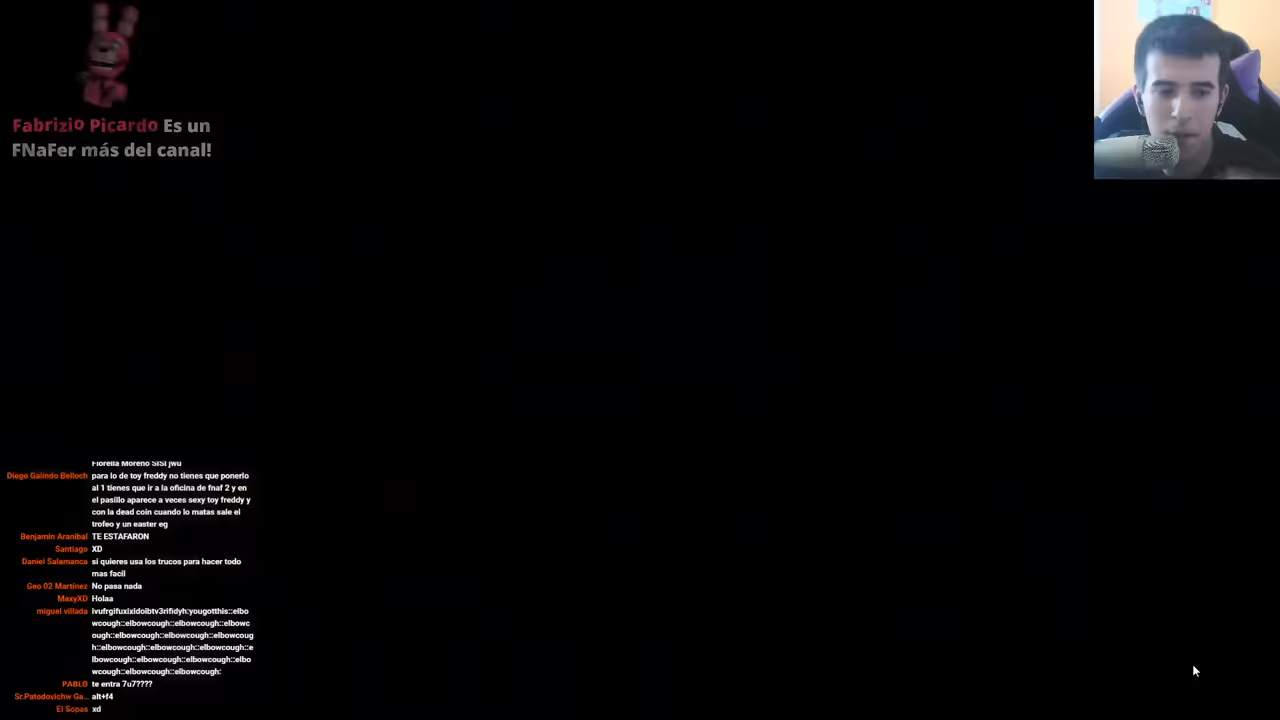 Fabrizio Picardo Es un
FNaFer más del canal!
Fiorella Moreno SISI jwu
Diego Galindo Belloch para lo de toy freddy no tienes que ponerlo
al 1 tienes que ir a la oficina de fnaf 2 y en
el pasillo aparece a veces sexy toy freddy y
con la dead coin cuando lo matas sale el
trofeo y un easter eg
Benjamin Aranibal TE ESTAFARON
Santiago XD
Daniel Salamanca si quieres usa los trucos para hacer todo
mas facil
Geo 02 Martínez No pasa nada
MaxyXD Holaa
miguel villada ivufrgifuxixidoibtv3rifidyh:yougotthis::elbo
wcough::elbowcough::elbowcough::elbowc
ough::elbowcough::elbowcough::elbowcoug
h::elbowcough::elbowcough::elbowcough::e
lbowcough::elbowcough::elbowcough::elbo
wcough::elbowcough::elbowcough:
PABLO te entra 7u7????
Sr.Patodovichw Ga... alt+f4
El Sopas xd